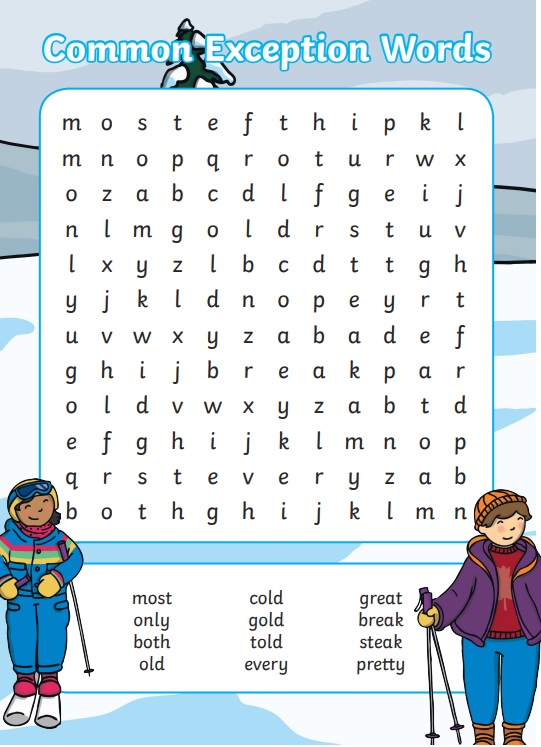 Common Exception Words
m o s t e f t h i p k l
m n o p q r o t u r w x
o z a b c d l f g e i j
n l m g o l d r s t u v
l x y z l b c d t t g h
y j k l d n o p e y r t
u v w x y z a b a d e f
g h i j b r e a k p a r
o l d v w x y z a b t d
e f g h i j k l m n o p
q r s t e v e r y z a b
b o t h g h i j k l m n
most cold great
only gold break
both told steak
old every pretty